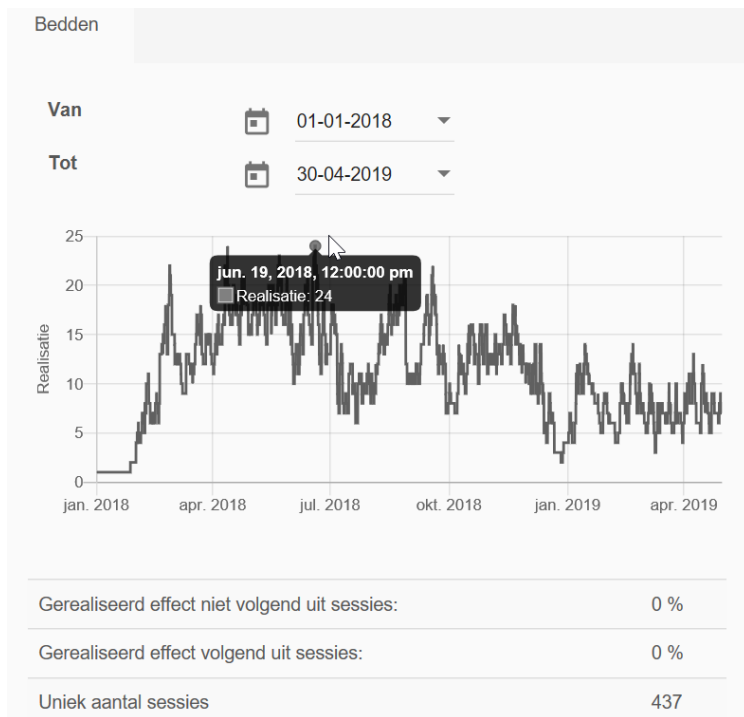 Bedden
Van
01-01-2018
Tot
30-04-2019
25
20
15
10
5
0
Realisatie
jun. 19, 2018, 12:00:00 pm
Realisatie: 24
jan. 2018 apr. 2018 jul. 2018 okt. 2018 jan. 2019 apr. 2019
Gerealiseerd effect niet volgend uit sessies: 0 %
Gerealiseerd effect volgend uit sessies: 0 %
Uniek aantal sessies 437